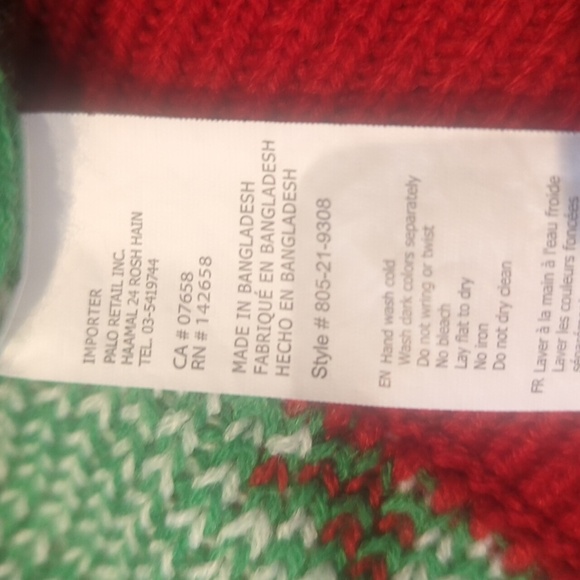 IMPORTER
PALO RETAIL INC.
HAAMAL 24 ROSH HAIN
TEL. 03-5419744
CA # 07658
RN # 142658
MADE IN BANGLADESH
FABRIQUÉ EN BANGLADESH
HECHO EN BANGLADESH
Style # 805-21-9308
EN Hand wash cold
Wash dark colors separately
Do not wring or twist
No bleach
Lay flat to dry
No iron
Do not dry clean
FR Laver à la main à l'eau froide
Laver les couleurs foncées